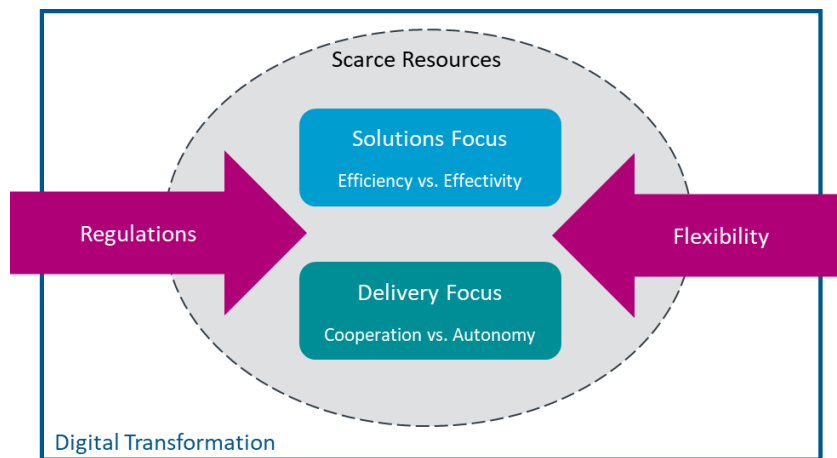 Scarce Resources
Solutions Focus
Efficiency vs. Effectivity
Regulations
Flexibility
Delivery Focus
Cooperation vs. Autonomy
Digital Transformation